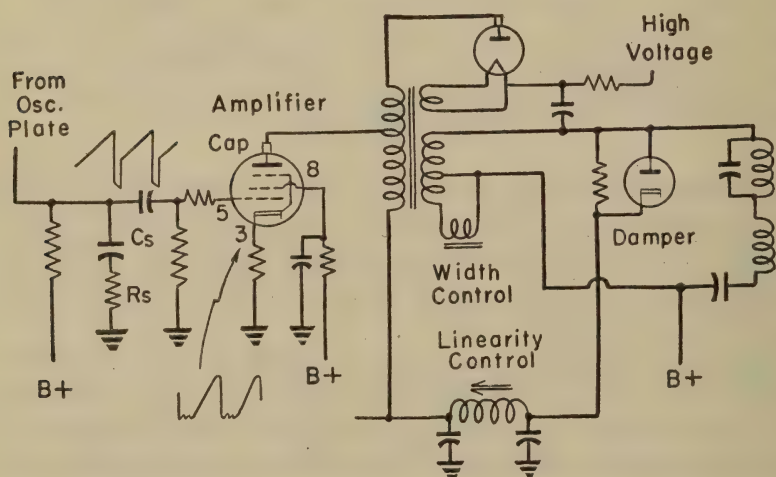 High
Voltage
From
Osc.
Plate
Amplifier
Cap
8
5
3
Cs
Rs
Damper
Width
Control
Linearity
Control
B+
B+
B+